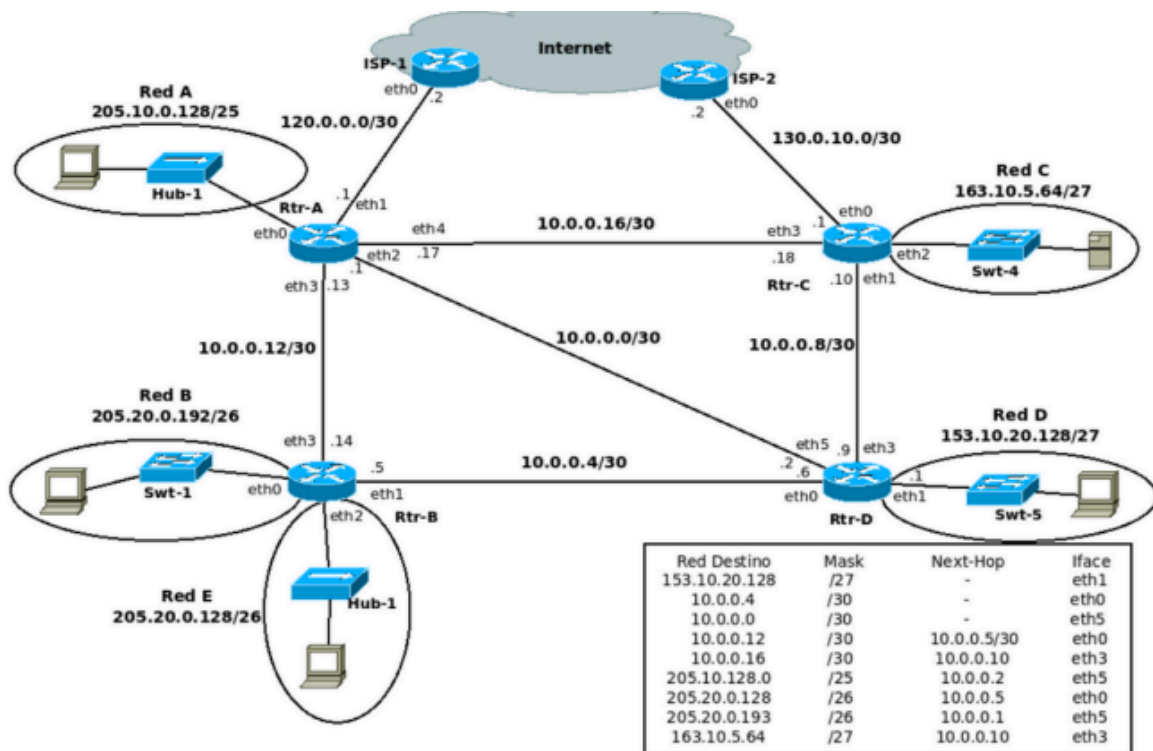 Internet
ISP-1
ISP-2
eth0
.2
eth0
.2
Red A
205.10.0.128/25
120.0.0.0/30
130.0.10.0/30
Hub-1
Red C
163.10.5.64/27
Rtr-A
.1
eth1
eth0
eth4
.17
10.0.0.16/30
eth3
.18
.1
eth0
eth2
Swt-4
eth2
.1
eth3
.13
Rtr-C
.10
eth1
10.0.0.12/30
10.0.0.0/30
10.0.0.8/30
Red B
205.20.0.192/26
Red D
153.10.20.128/27
eth3
.14
Swt-1
eth0
.5
eth1
10.0.0.4/30
eth5
.2
.9
eth3
.6
eth0
.1
eth1
Swt-5
eth2
Rtr-B
Rtr-D
Red E
205.20.0.128/26
Hub-1
Red Destino Mask Next-Hop Iface
153.10.20.128 /27 - eth1
10.0.0.4 /30 - eth0
10.0.0.0 /30 - eth5
10.0.0.12 /30 10.0.0.5/30 eth0
10.0.0.16 /30 10.0.0.10 eth3
205.10.128.0 /25 10.0.0.2 eth5
205.20.0.128 /26 10.0.0.5 eth0
205.20.0.193 /26 10.0.0.1 eth5
163.10.5.64 /27 10.0.0.10 eth3